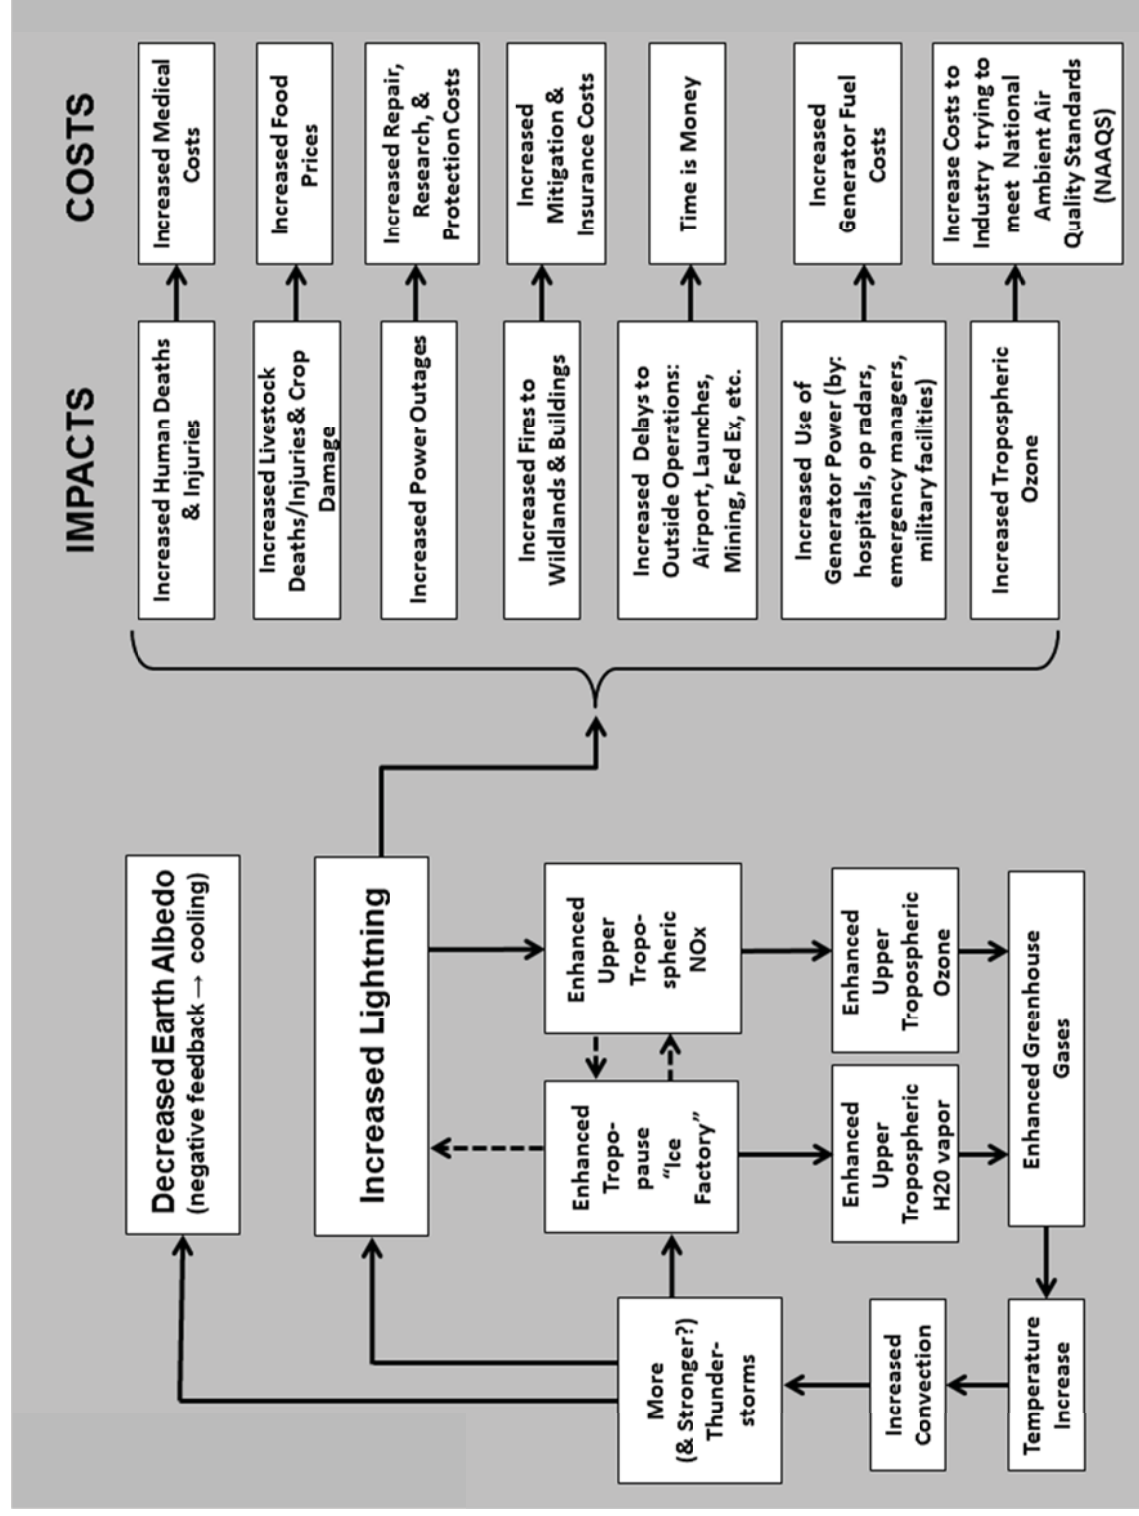 IMPACTS
COSTS
Decreased Earth Albedo
(negative feedback → cooling)
Increased Lightning
More
(& Stronger?)
Thunder-
storms
Enhanced
Tropo-
pause
"Ice
Factory"
Enhanced
Upper
Tropo-
spheric
NOx
Increased
Convection
Enhanced
Upper
Tropospheric
H20 vapor
Enhanced
Upper
Tropospheric
Ozone
Temperature
Increase
Enhanced Greenhouse
Gases
Increased Human Deaths
& Injuries
Increased Medical
Costs
Increased Livestock
Deaths/Injuries& Crop
Damage
Increased Food
Prices
Increased Power Outages
Increased Repair,
Research, &
Protection Costs
Increased Fires to
Wildlands & Buildings
Increased
Mitigation &
Insurance Costs
Increased Delays to
Outside Operations:
Airport, Launches,
Mining, Fed Ex, etc.
Time is Money
Increased Use of
Generator Power (by:
hospitals, op radars,
emergency managers,
military facilities)
Increased
Generator Fuel
Costs
Increased Tropospheric
Ozone
Increase Costs to
Industry trying to
meet National
Ambient Air
Quality Standards
(NAAQS)